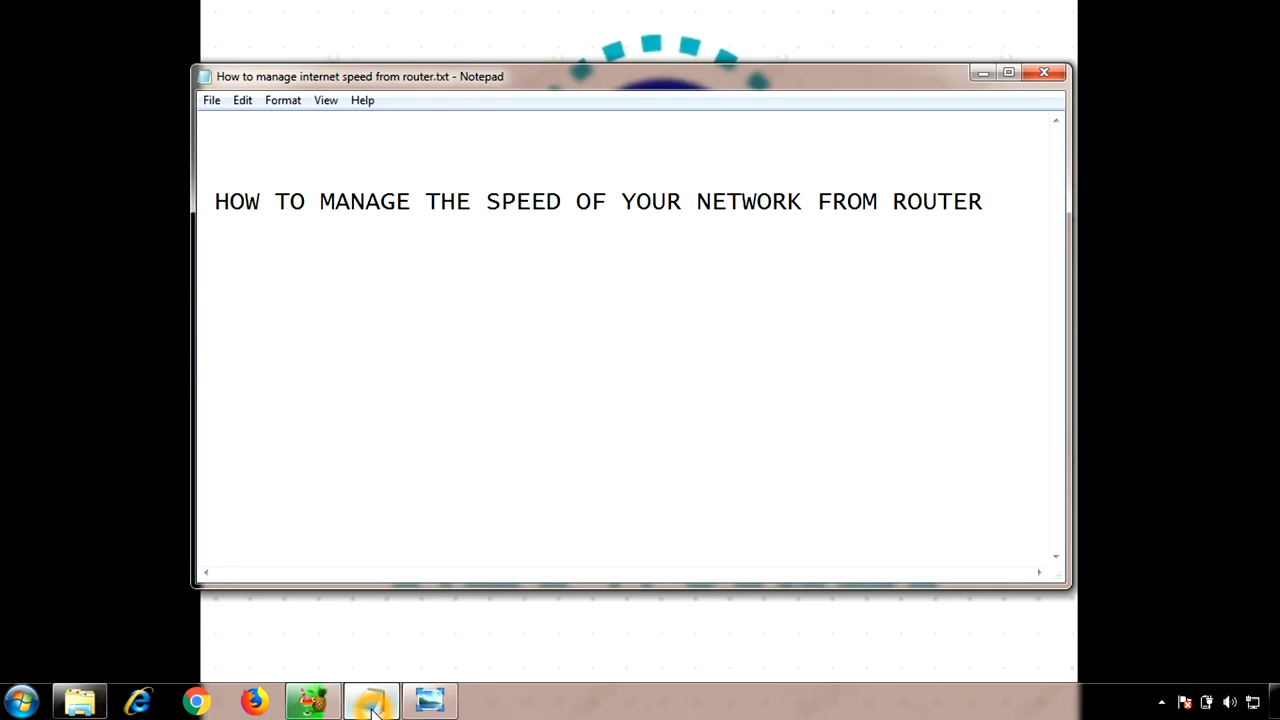 How to manage internet speed from router.txt - Notepad
File Edit Format View Help
HOW TO MANAGE THE SPEED OF YOUR NETWORK FROM ROUTER